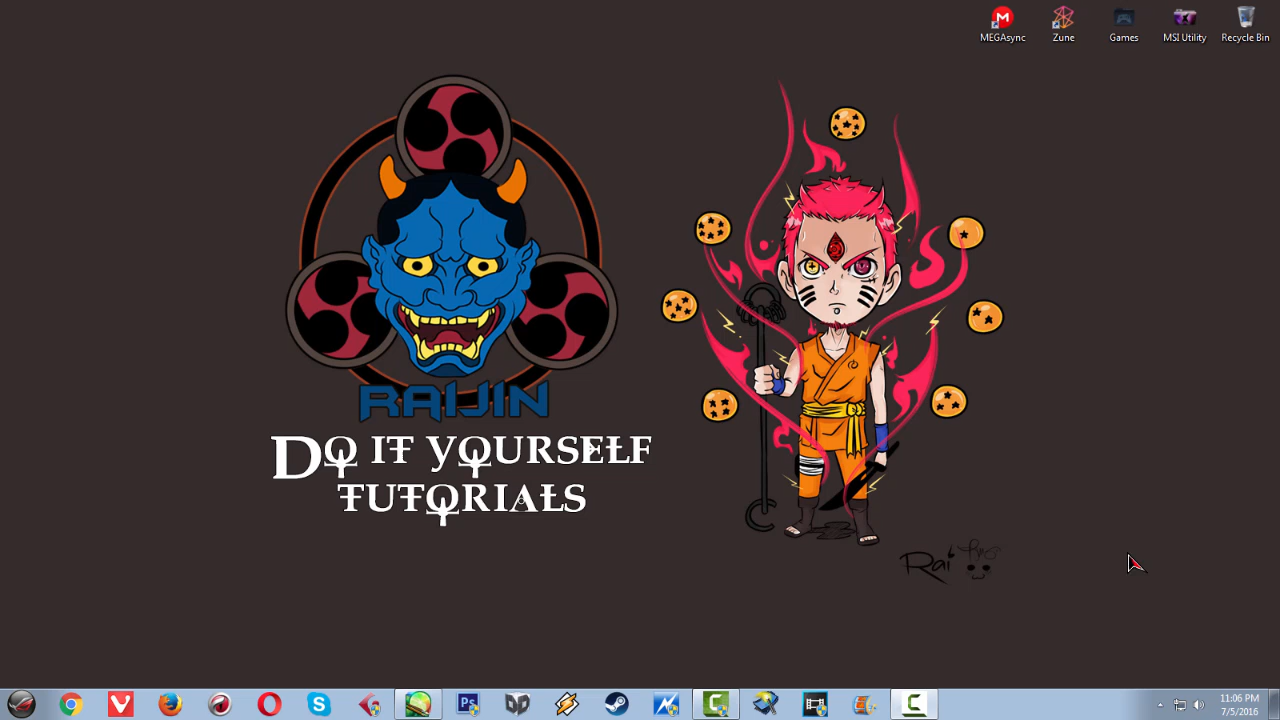 MEGAsync
Zune
Games
MSI Utility
Recycle Bin
RAIJIN
Do it yourself
tutorials
Rai
11:06 PM
7/5/2016